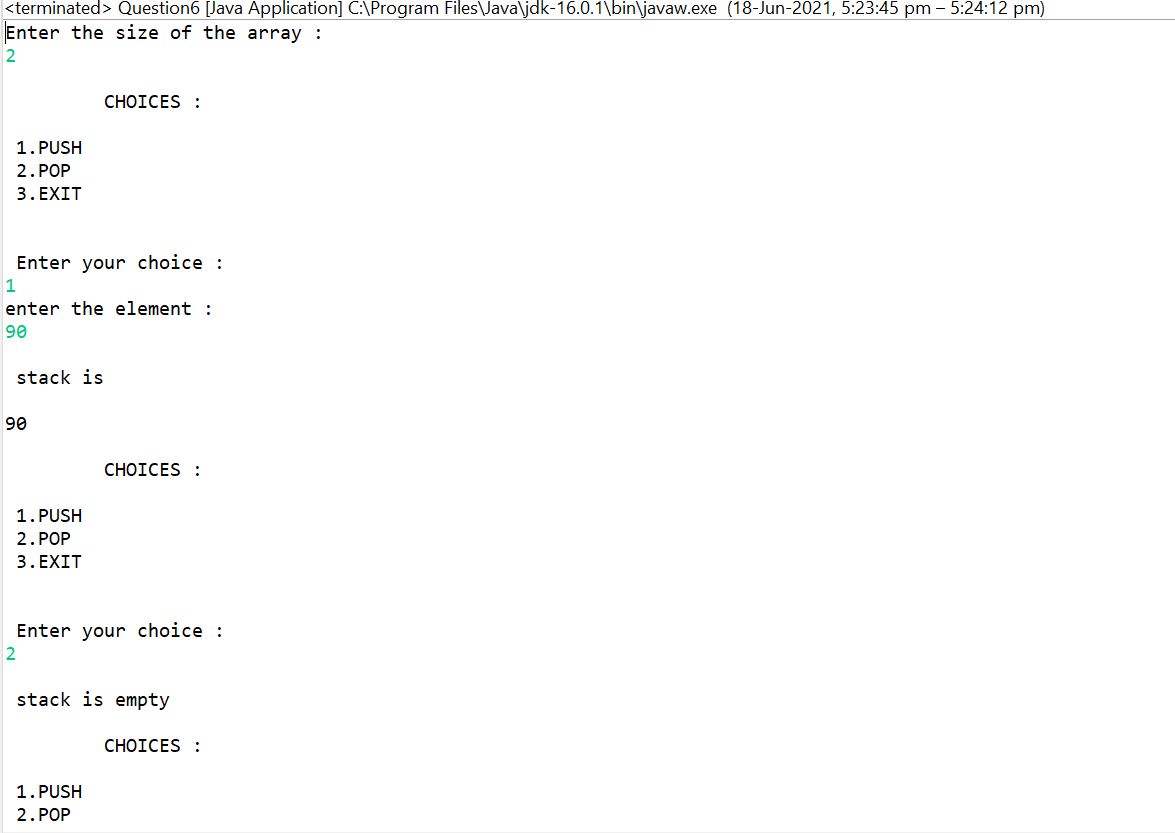 <terminated> Question6 [Java Application] C:\Program Files\Java\jdk-16.0.1\bin\javaw.exe (18-Jun-2021, 5:23:45 pm – 5:24:12 pm)
Enter the size of the array :
2
CHOICES :
1.PUSH
2.POP
3.EXIT
Enter your choice :
1
enter the element :
90
stack is
90
CHOICES :
1.PUSH
2.POP
3.EXIT
Enter your choice :
2
stack is empty
CHOICES :
1.PUSH
2.POP